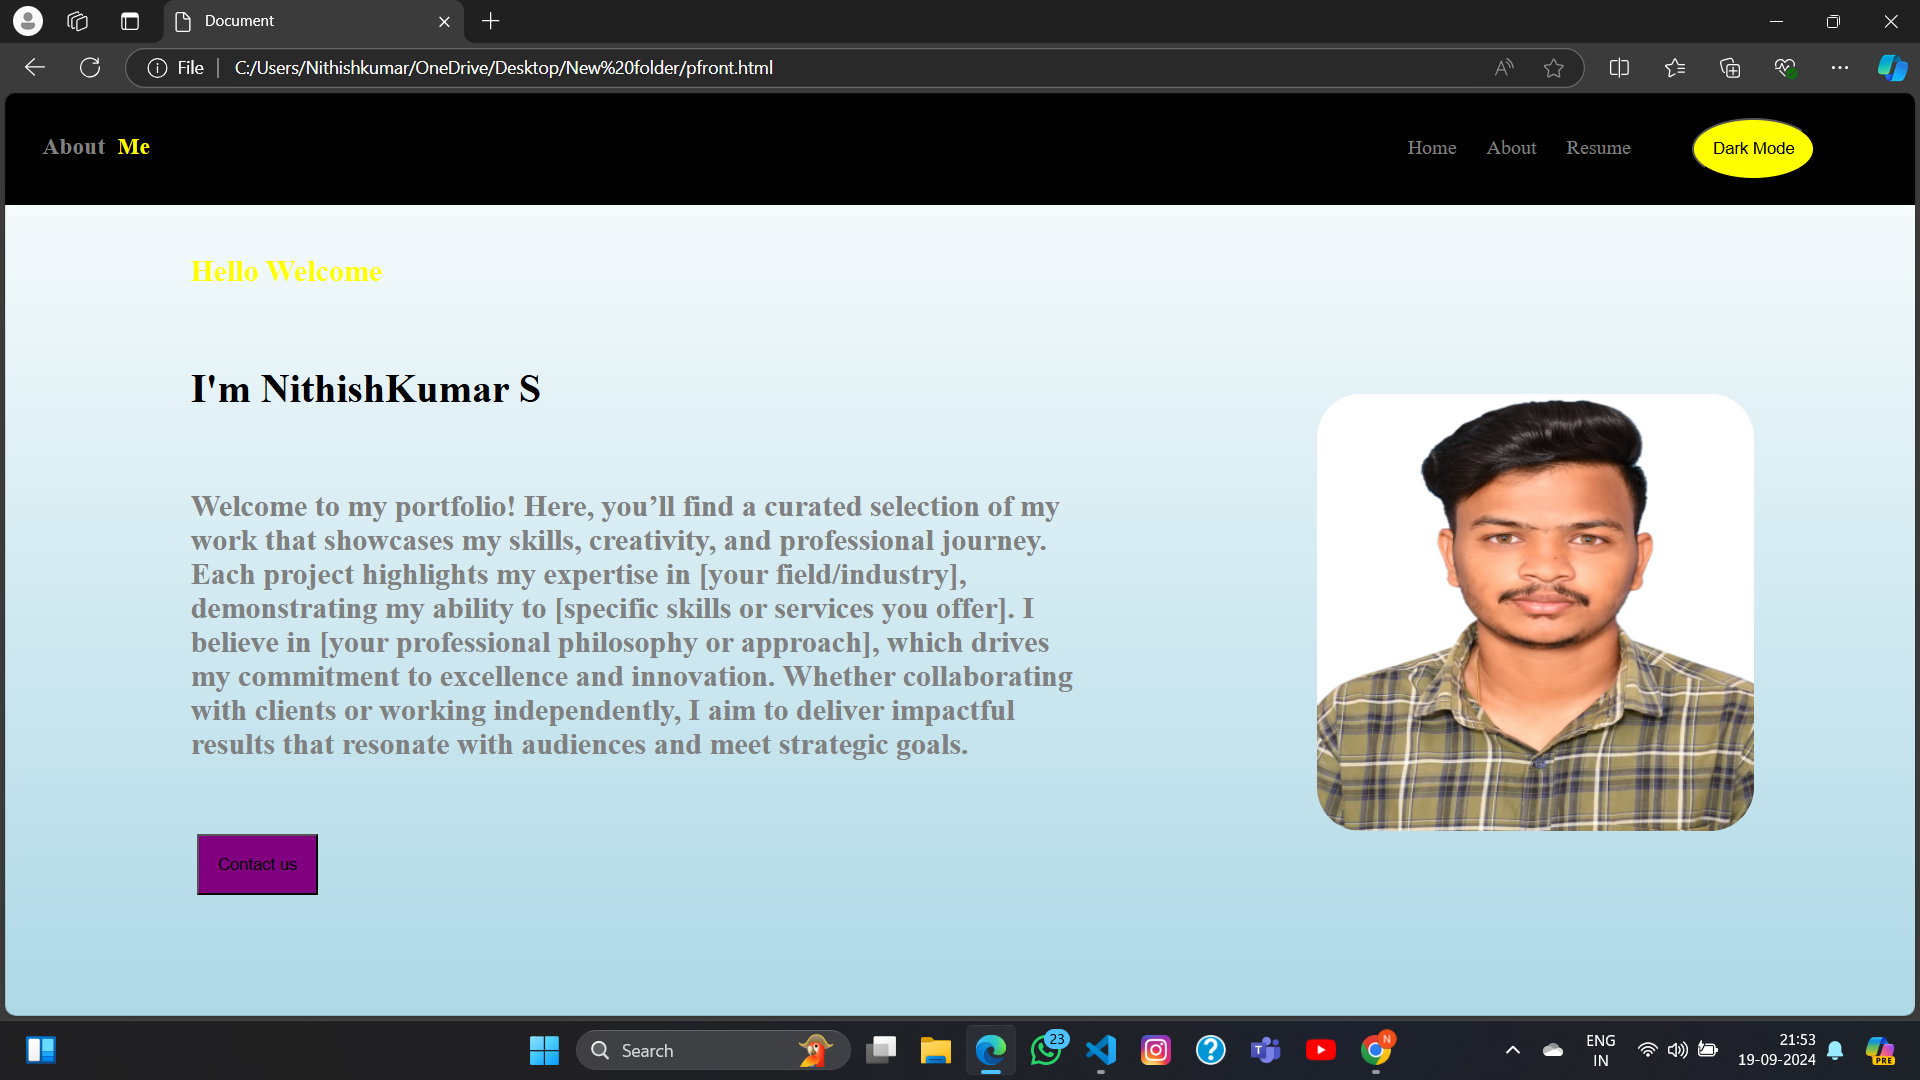 Document
File
C:/Users/Nithishkumar/OneDrive/Desktop/New%20folder/pfront.html
About Me
Home About Resume Dark Mode
Hello Welcome
I'm NithishKumar S
Welcome to my portfolio! Here, you’ll find a curated selection of my
work that showcases my skills, creativity, and professional journey.
Each project highlights my expertise in [your field/industry],
demonstrating my ability to [specific skills or services you offer]. I
believe in [your professional philosophy or approach], which drives
my commitment to excellence and innovation. Whether collaborating
with clients or working independently, I aim to deliver impactful
results that resonate with audiences and meet strategic goals.
Contact us
Search
23
N
ENG
IN
21:53
19-09-2024
PRE